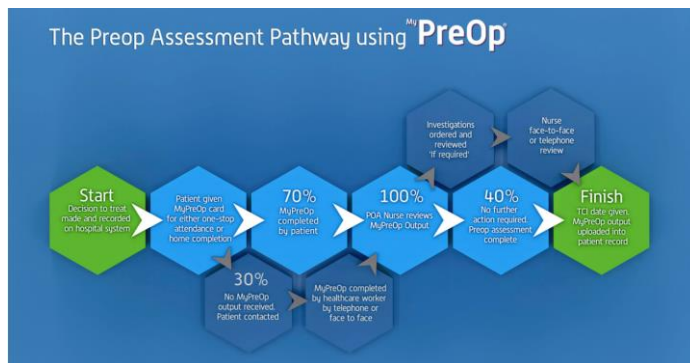 The Preop Assessment Pathway using MyPreOp®
Investigations
ordered and
reviewed
'If required'
Nurse
face-to-face
or telephone
review
Start
Decision to treat
made and recorded
on hospital system
Patient given
MyPreOp card
for either one-stop
attendance or
home completion
70%
MyPreOp
completed
by patient
100%
POA Nurse reviews
MyPreOp Output
40%
No further
action required.
Preop assessment
complete
Finish
TCI date given.
MyPreOp output
uploaded into
patient record
30%
No MyPreOp
output received.
Patient contacted
MyPreOp completed
by healthcare worker
by telephone or
face to face